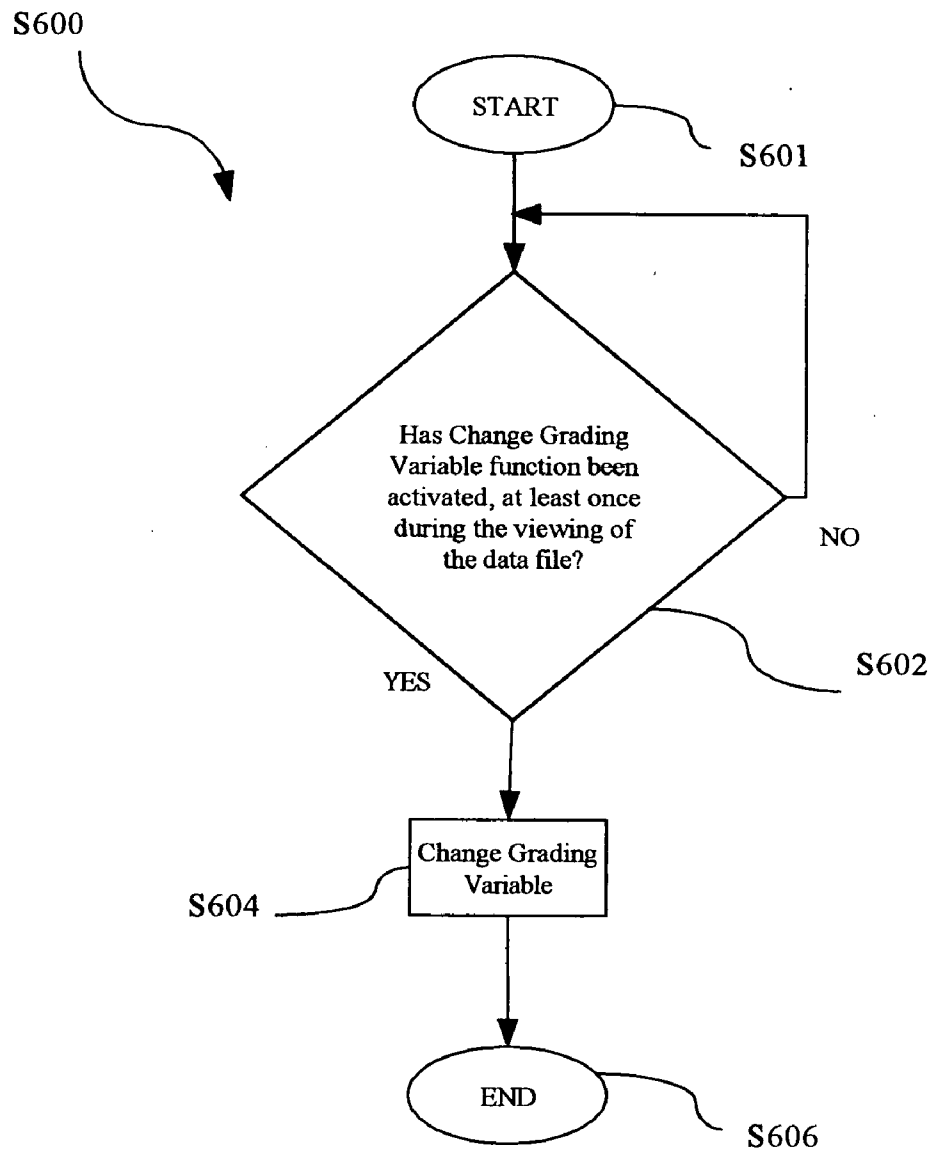 S600
START
S601
Has Change Grading
Variable function been
activated, at least once
during the viewing of
the data file?
NO
S602
YES
Change Grading
Variable
S604
END
S606